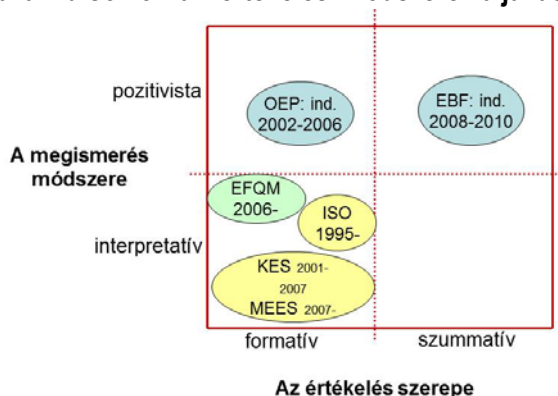 pozitivista
OEP: ind.
2002-2006
EBF: ind.
2008-2010
A megismerés
módszere
EFQM
2006-
ISO
1995-
interpretatív
KES 2001-
2007
MEES 2007-
formatív
szummatív
Az értékelés szerepe